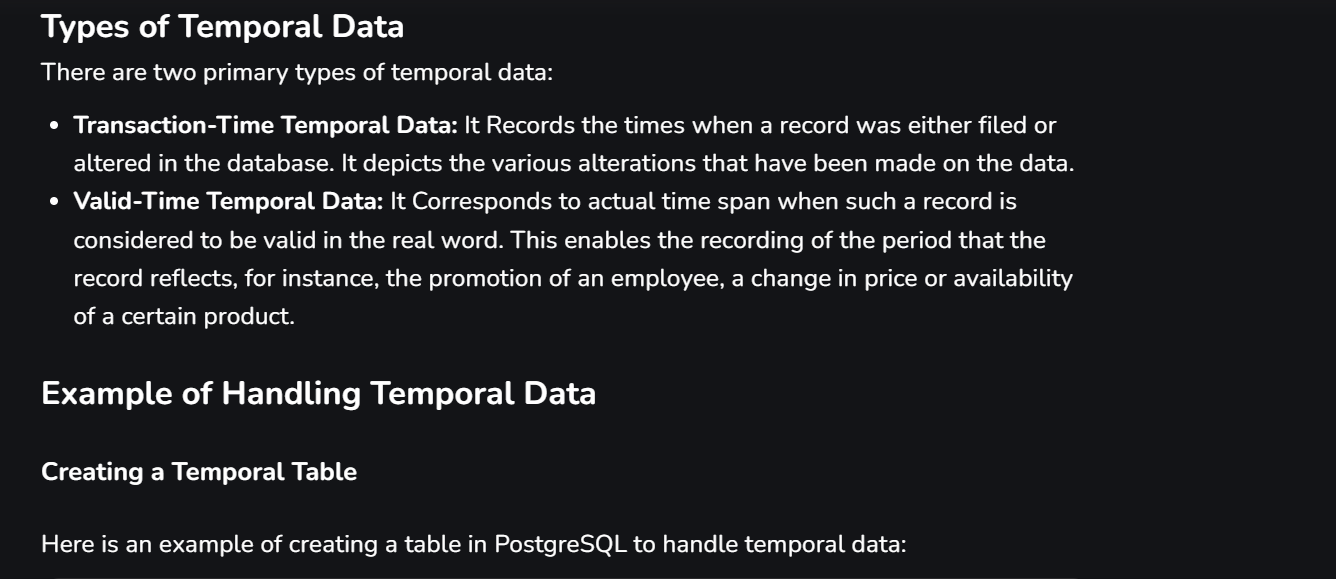 Types of Temporal Data
There are two primary types of temporal data:
• Transaction-Time Temporal Data: It Records the times when a record was either filed or
altered in the database. It depicts the various alterations that have been made on the data.
• Valid-Time Temporal Data: It Corresponds to actual time span when such a record is
considered to be valid in the real word. This enables the recording of the period that the
record reflects, for instance, the promotion of an employee, a change in price or availability
of a certain product.
Example of Handling Temporal Data
Creating a Temporal Table
Here is an example of creating a table in PostgreSQL to handle temporal data: